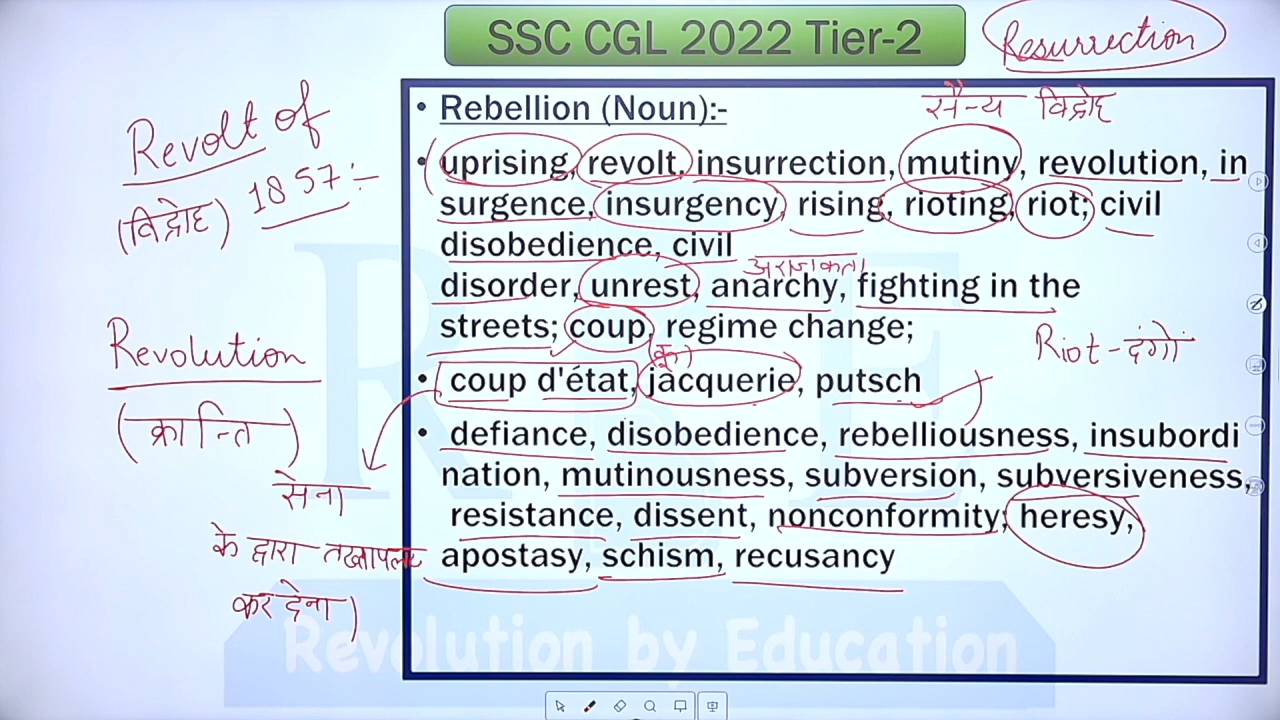 SSC CGL 2022 Tier-2
Resurrection
• Rebellion (Noun):-
सैन्य विद्रोह
• uprising, revolt, insurrection, mutiny, revolution, in
surgence, insurgency, rising, rioting, riot; civil
disobedience, civil
अराजकता
disorder, unrest, anarchy, fighting in the
streets; coup, regime change;
(कू)
• coup d'état, jacquerie, putsch
• defiance, disobedience, rebelliousness, insubordi
nation, mutinousness, subversion, subversiveness,
resistance, dissent, nonconformity; heresy,
apostasy, schism, recusancy
Revolt of
1857:-
(विद्रोह)
Revolution
(क्रान्ति)
सेना
के द्वारा तख्तापलट
कर देना)
Riot-दंगो
RBE
Revolution by Education